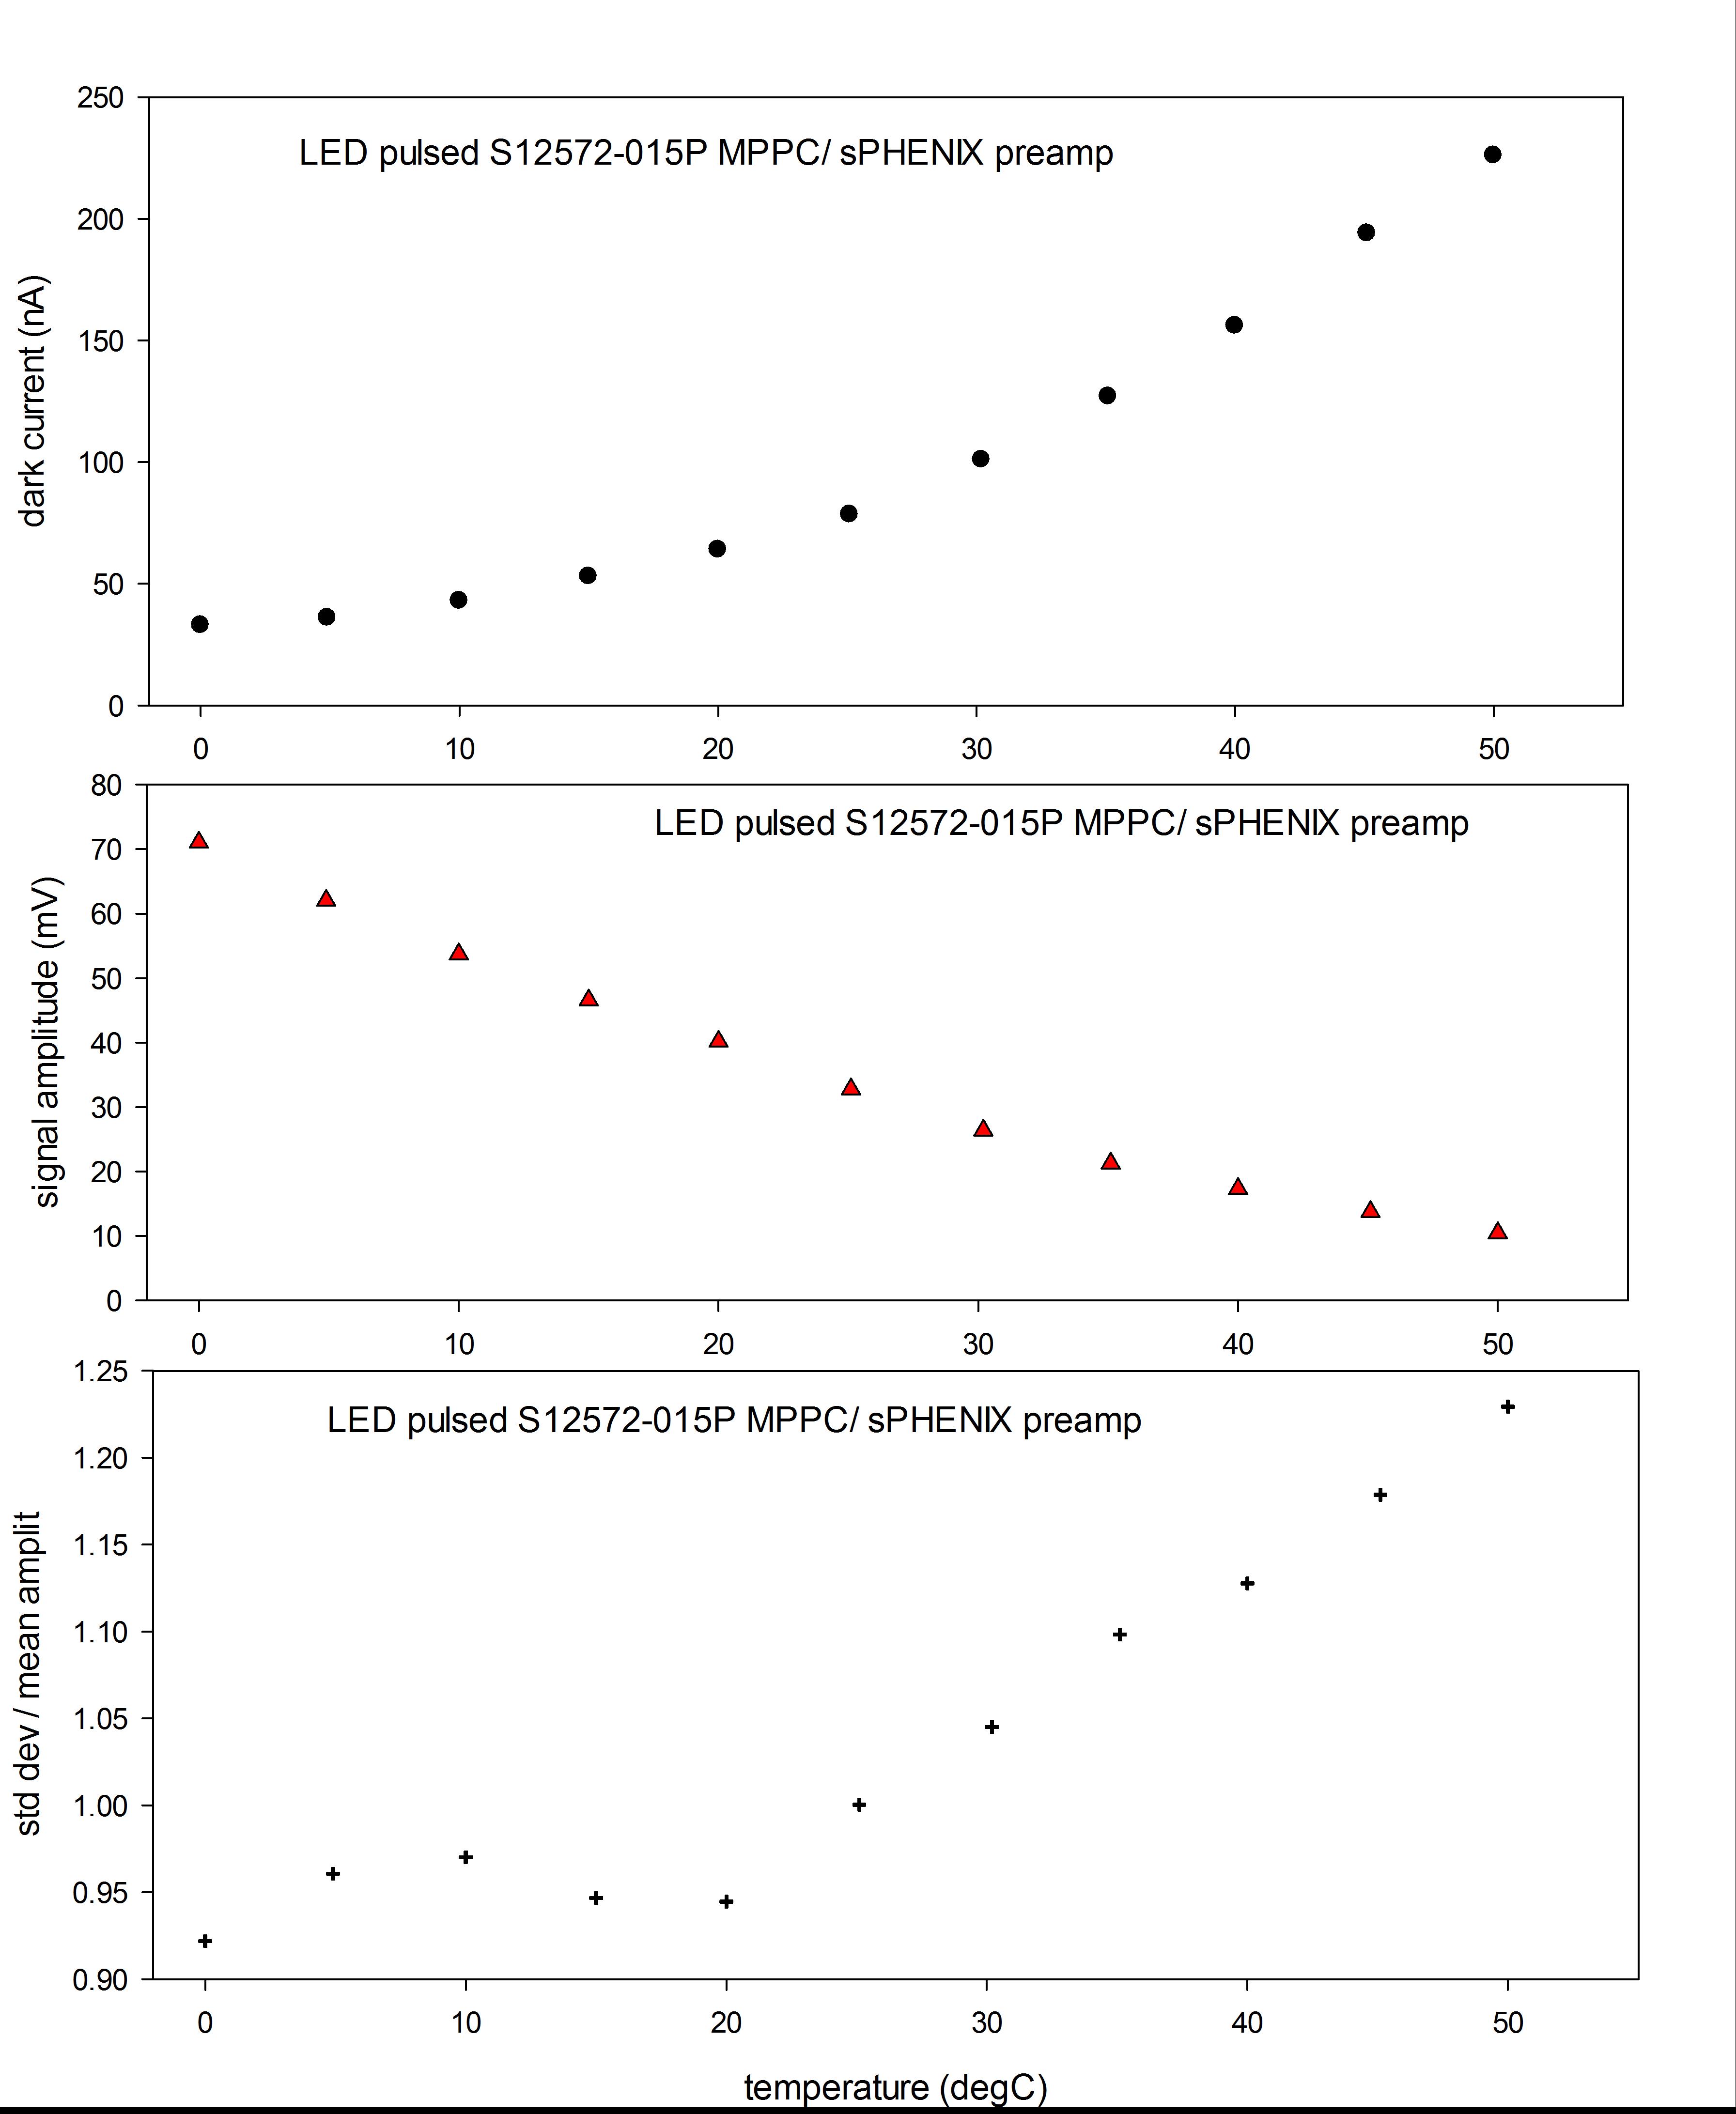 250
LED pulsed S12572-015P MPPC/ sPHENIX preamp
200
150
100
50
0
dark current (nA)
0 10 20 30 40 50
80
LED pulsed S12572-015P MPPC/ sPHENIX preamp
70
60
50
40
30
20
10
0
signal amplitude (mV)
0 10 20 30 40 50
1.25
LED pulsed S12572-015P MPPC/ sPHENIX preamp
1.20
1.15
1.10
1.05
1.00
0.95
0.90
std dev / mean amplit
0 10 20 30 40 50
temperature (degC)